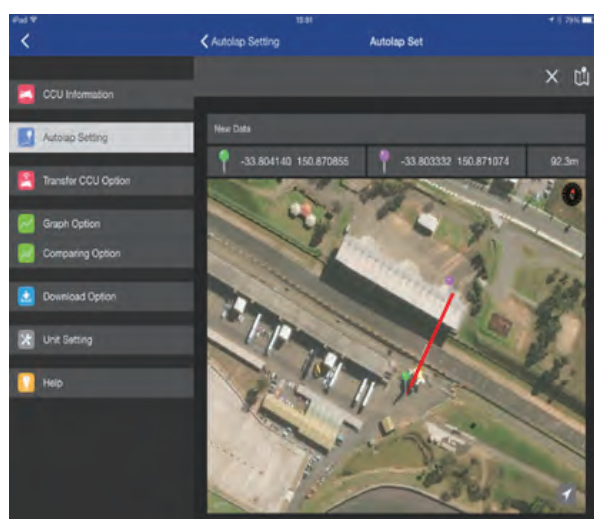 iPad 15:51 79%
Autolap Setting Autolap Set
CCU Information
Autolap Setting
Transfer CCU Option
Graph Option
Comparing Option
Download Option
Unit Setting
Help
New Data
-33.804140 150.870855 -33.803332 150.871074 92.3m